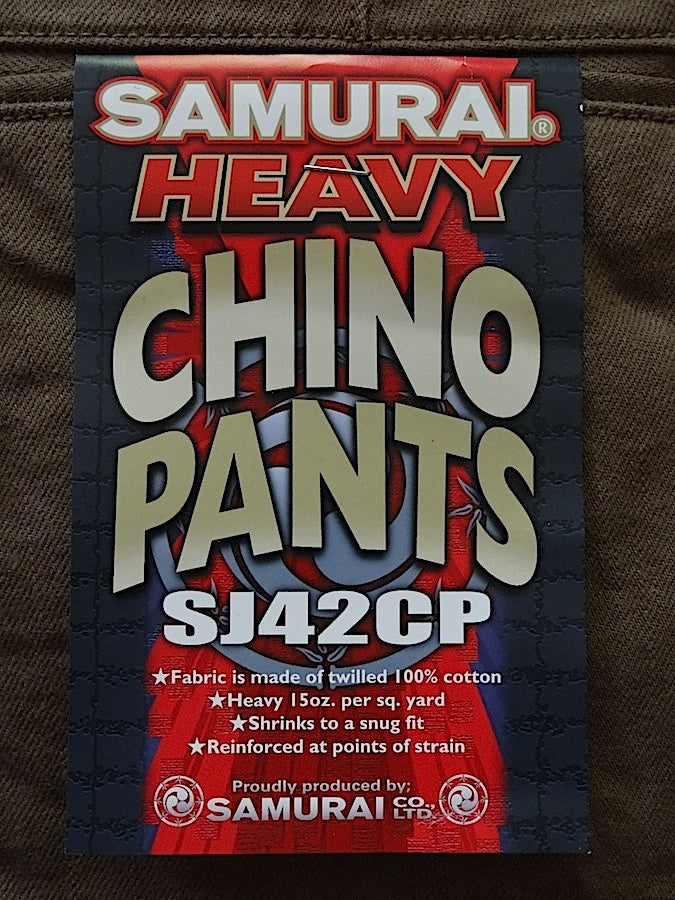 SAMURAI®
HEAVY
CHINO
PANTS
SJ42CP
★Fabric is made of twilled 100% cotton
★Heavy 15oz. per sq. yard
★Shrinks to a snug fit
★Reinforced at points of strain
Proudly produced by;
SAMURAI CO., LTD.